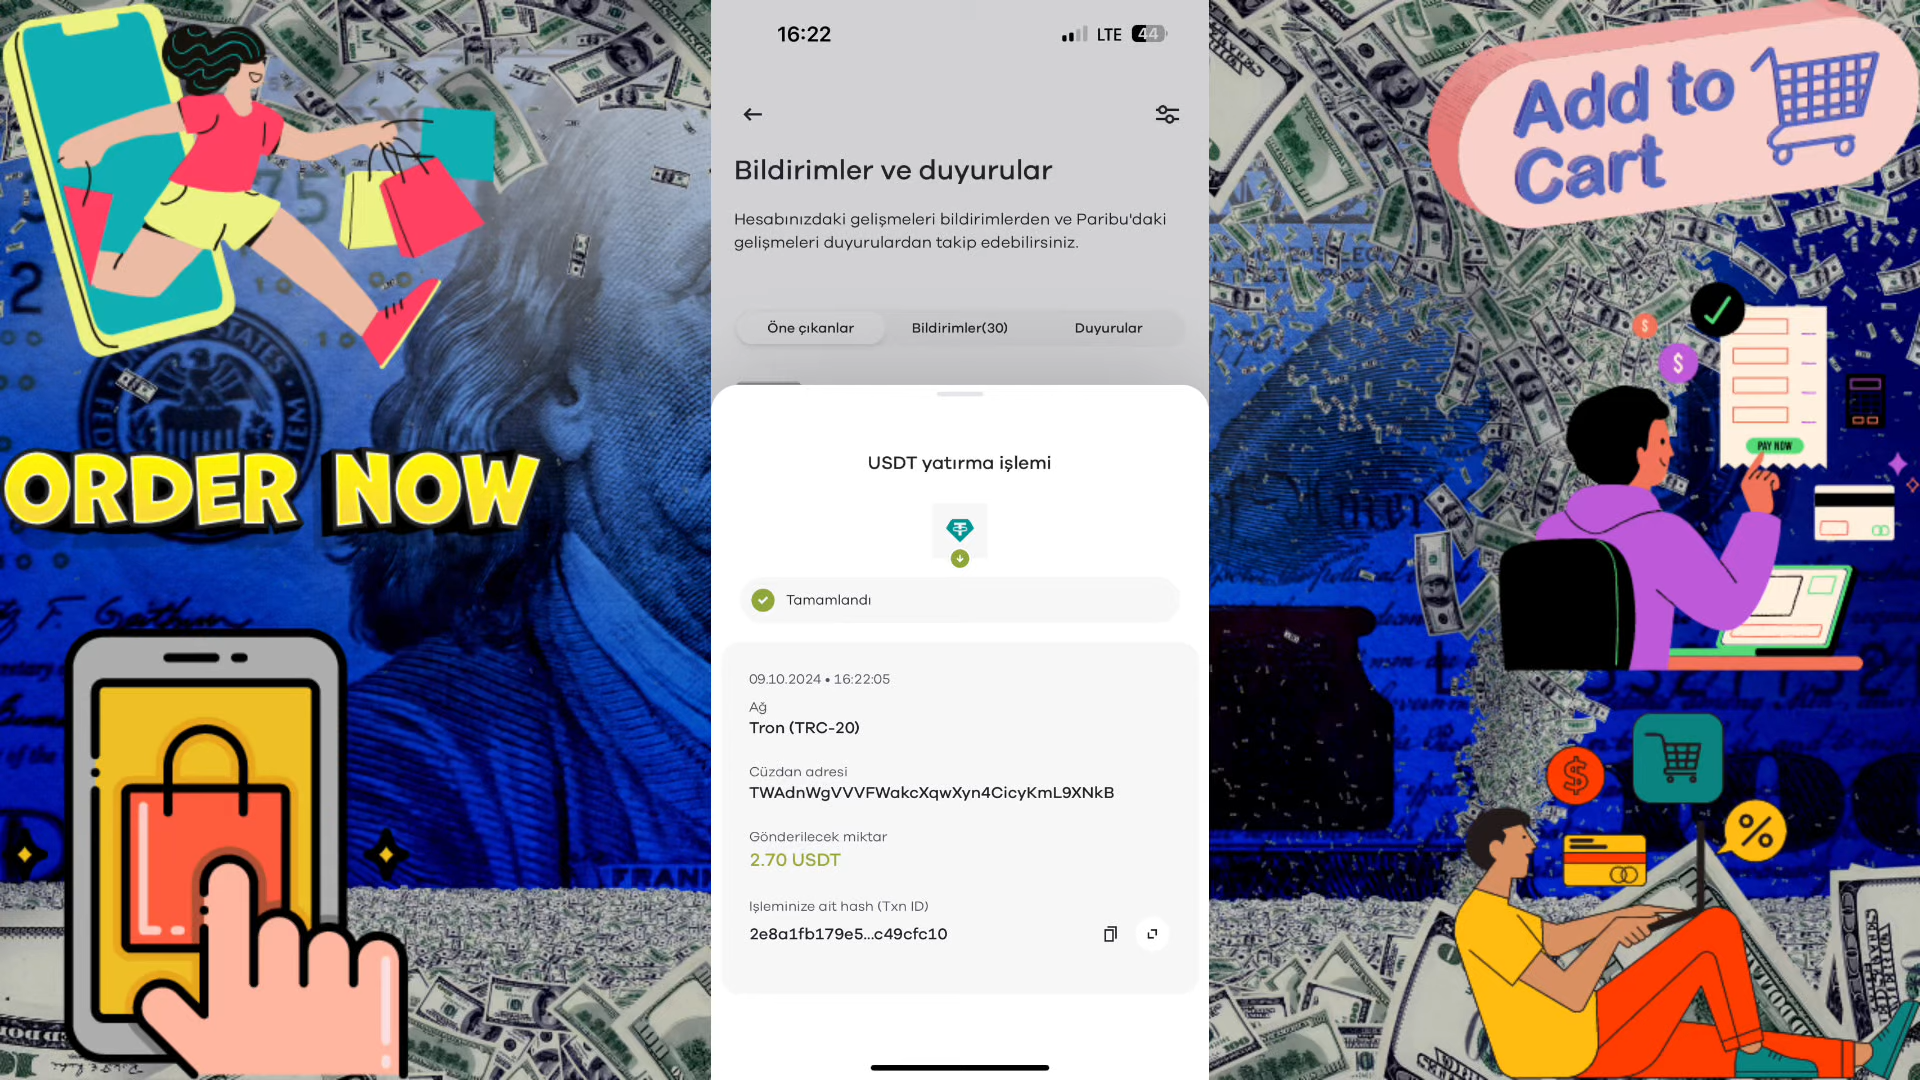 16:22
LTE 44
Bildirimler ve duyurular
Hesabınızdaki gelişmeleri bildirimlerden ve Paribu'daki
gelişmeleri duyurulardan takip edebilirsiniz.
Öne çıkanlar
Bildirimler(30)
Duyurular
USDT yatırma işlemi
Tamamlandı
09.10.2024 • 16:22:05
Ağ
Tron (TRC-20)
Cüzdan adresi
TWAdnWgVVVFWakcXqwXyn4CicyKmL9XNkB
Gönderilecek miktar
2.70 USDT
İşleminize ait hash (Txn ID)
2e8a1fb179e5...c49cfc10
ORDER NOW
Add to
Cart
PAY NOW